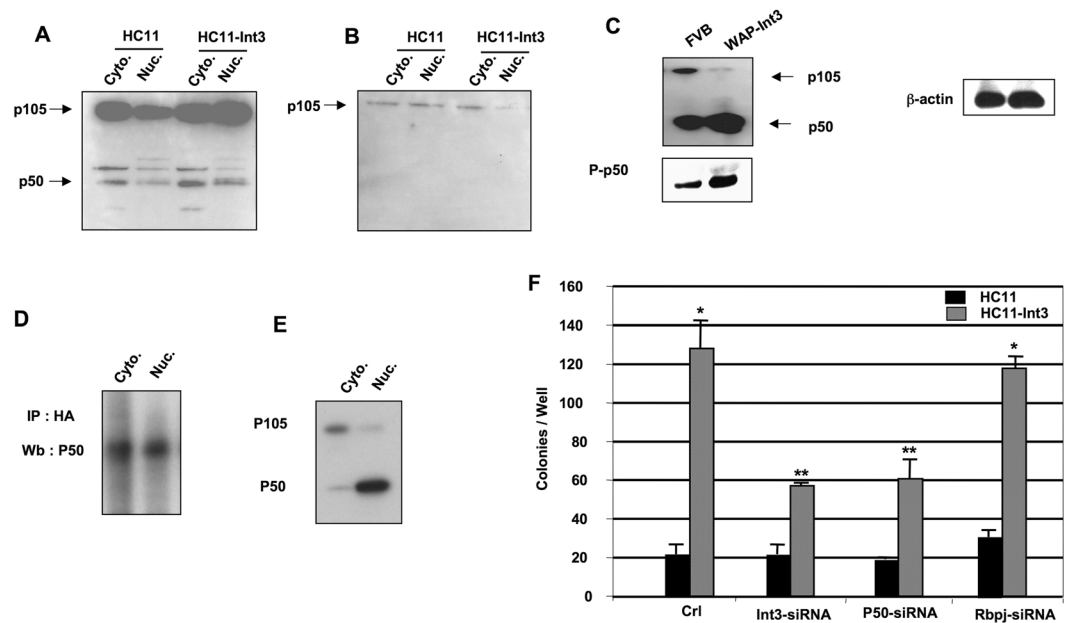 A
HC11
HC11-Int3
Cyto.
Nuc.
Cyto.
Nuc.
p105
p50
B
HC11
HC11-Int3
Cyto.
Nuc.
Cyto.
Nuc.
p105
C
FVB
WAP-Int3
p105
p50
P-p50
β-actin
D
Cyto.
Nuc.
IP : HA
Wb : P50
E
Cyto.
Nuc.
P105
P50
F
Colonies / Well
160
140
120
100
80
60
40
20
0
HC11
HC11-Int3
*
**
**
*
Crl
Int3-siRNA
P50-siRNA
Rbpj-siRNA